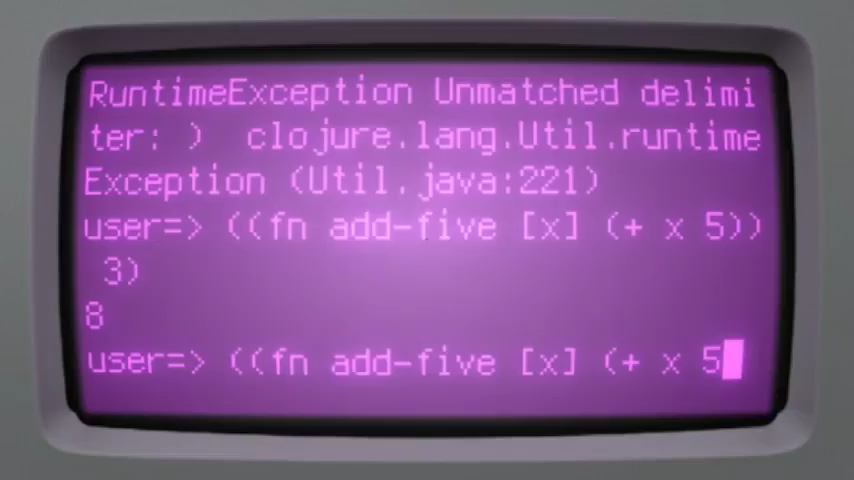 RuntimeException Unmatched delimi
ter: )  clojure.lang.Util.runtime
Exception (Util.java:221)
user=> ((fn add-five [x] (+ x 5))
 3)
8
user=> ((fn add-five [x] (+ x 5